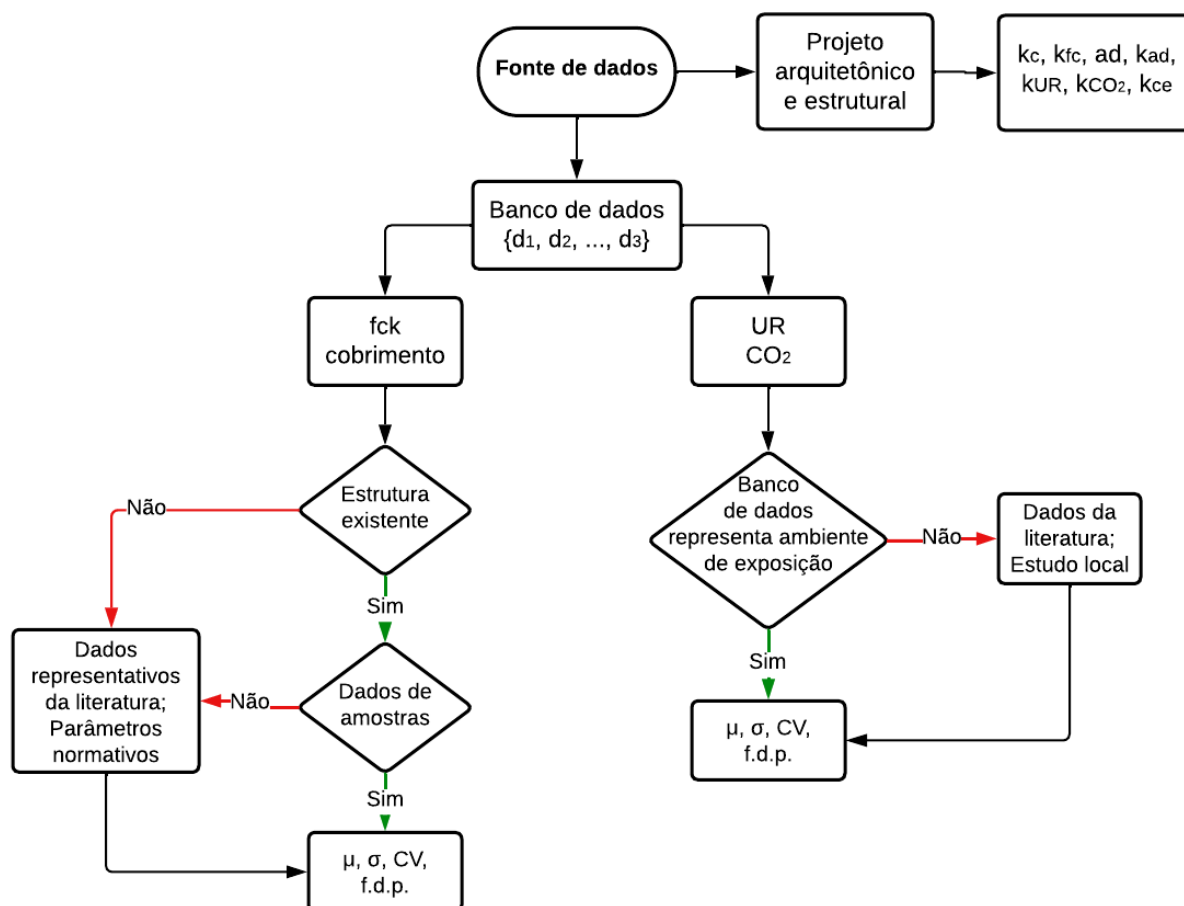 Fonte de dados
Projeto
arquitetônico
e estrutural
kc, kfc, ad, kad,
kUR, kCO₂, kce
Banco de dados
{d1, d2, ..., d3}
fck
cobrimento
UR
CO₂
Estrutura
existente
Não
Sim
Banco
de dados
representa ambiente
de exposição
Não
Dados da
literatura;
Estudo local
Sim
Dados
representativos
da literatura;
Parâmetros
normativos
Não
Dados de
amostras
Sim
μ, σ, CV,
f.d.p.
μ, σ, CV,
f.d.p.